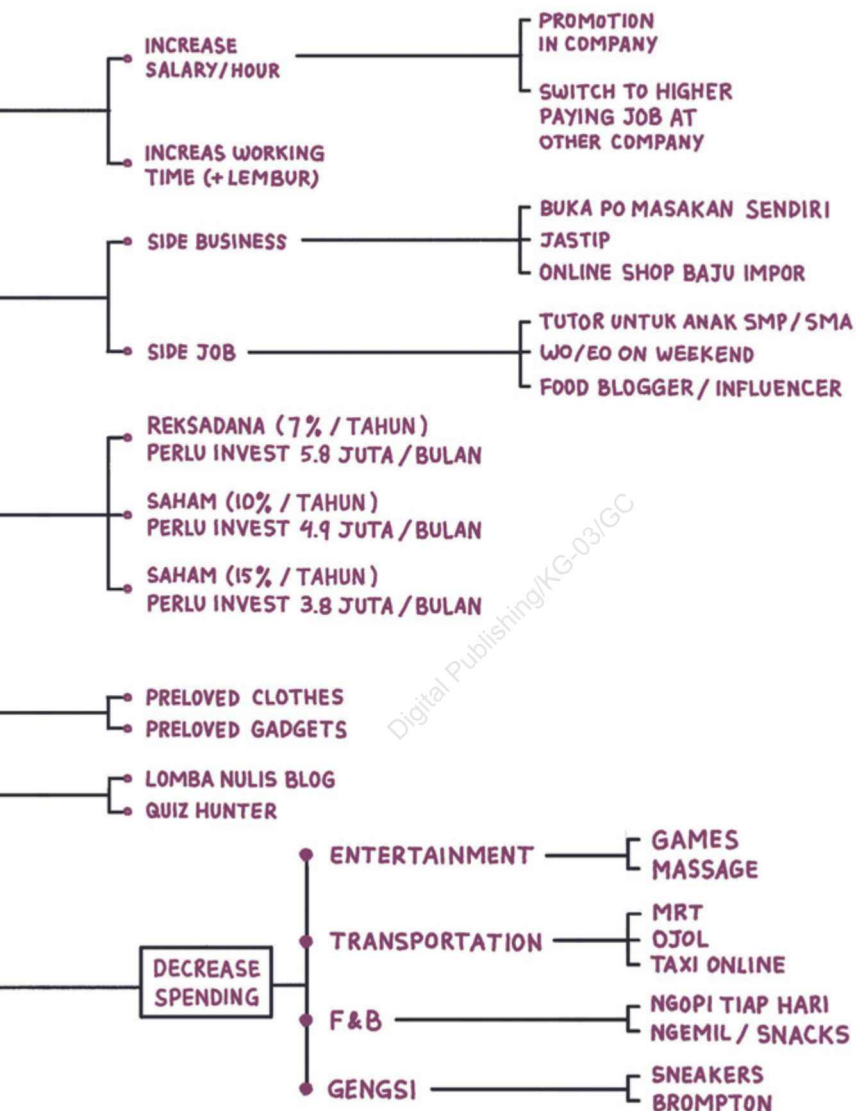 INCREASE
SALARY/HOUR
PROMOTION
IN COMPANY
SWITCH TO HIGHER
PAYING JOB AT
OTHER COMPANY
INCREAS WORKING
TIME (+ LEMBUR)
SIDE BUSINESS
BUKA PO MASAKAN SENDIRI
JASTIP
ONLINE SHOP BAJU IMPOR
SIDE JOB
TUTOR UNTUK ANAK SMP/SMA
WO/EO ON WEEKEND
FOOD BLOGGER / INFLUENCER
REKSADANA (7% / TAHUN)
PERLU INVEST 5.8 JUTA / BULAN
SAHAM (10% / TAHUN)
PERLU INVEST 4.9 JUTA / BULAN
SAHAM (15% / TAHUN)
PERLU INVEST 3.8 JUTA / BULAN
Digital Publishing/KG-03/GC
PRELOVED CLOTHES
PRELOVED GADGETS
LOMBA NULIS BLOG
QUIZ HUNTER
DECREASE
SPENDING
ENTERTAINMENT
GAMES
MASSAGE
TRANSPORTATION
MRT
OJOL
TAXI ONLINE
F&B
NGOPI TIAP HARI
NGEMIL / SNACKS
GENGSI
SNEAKERS
BROMPTON